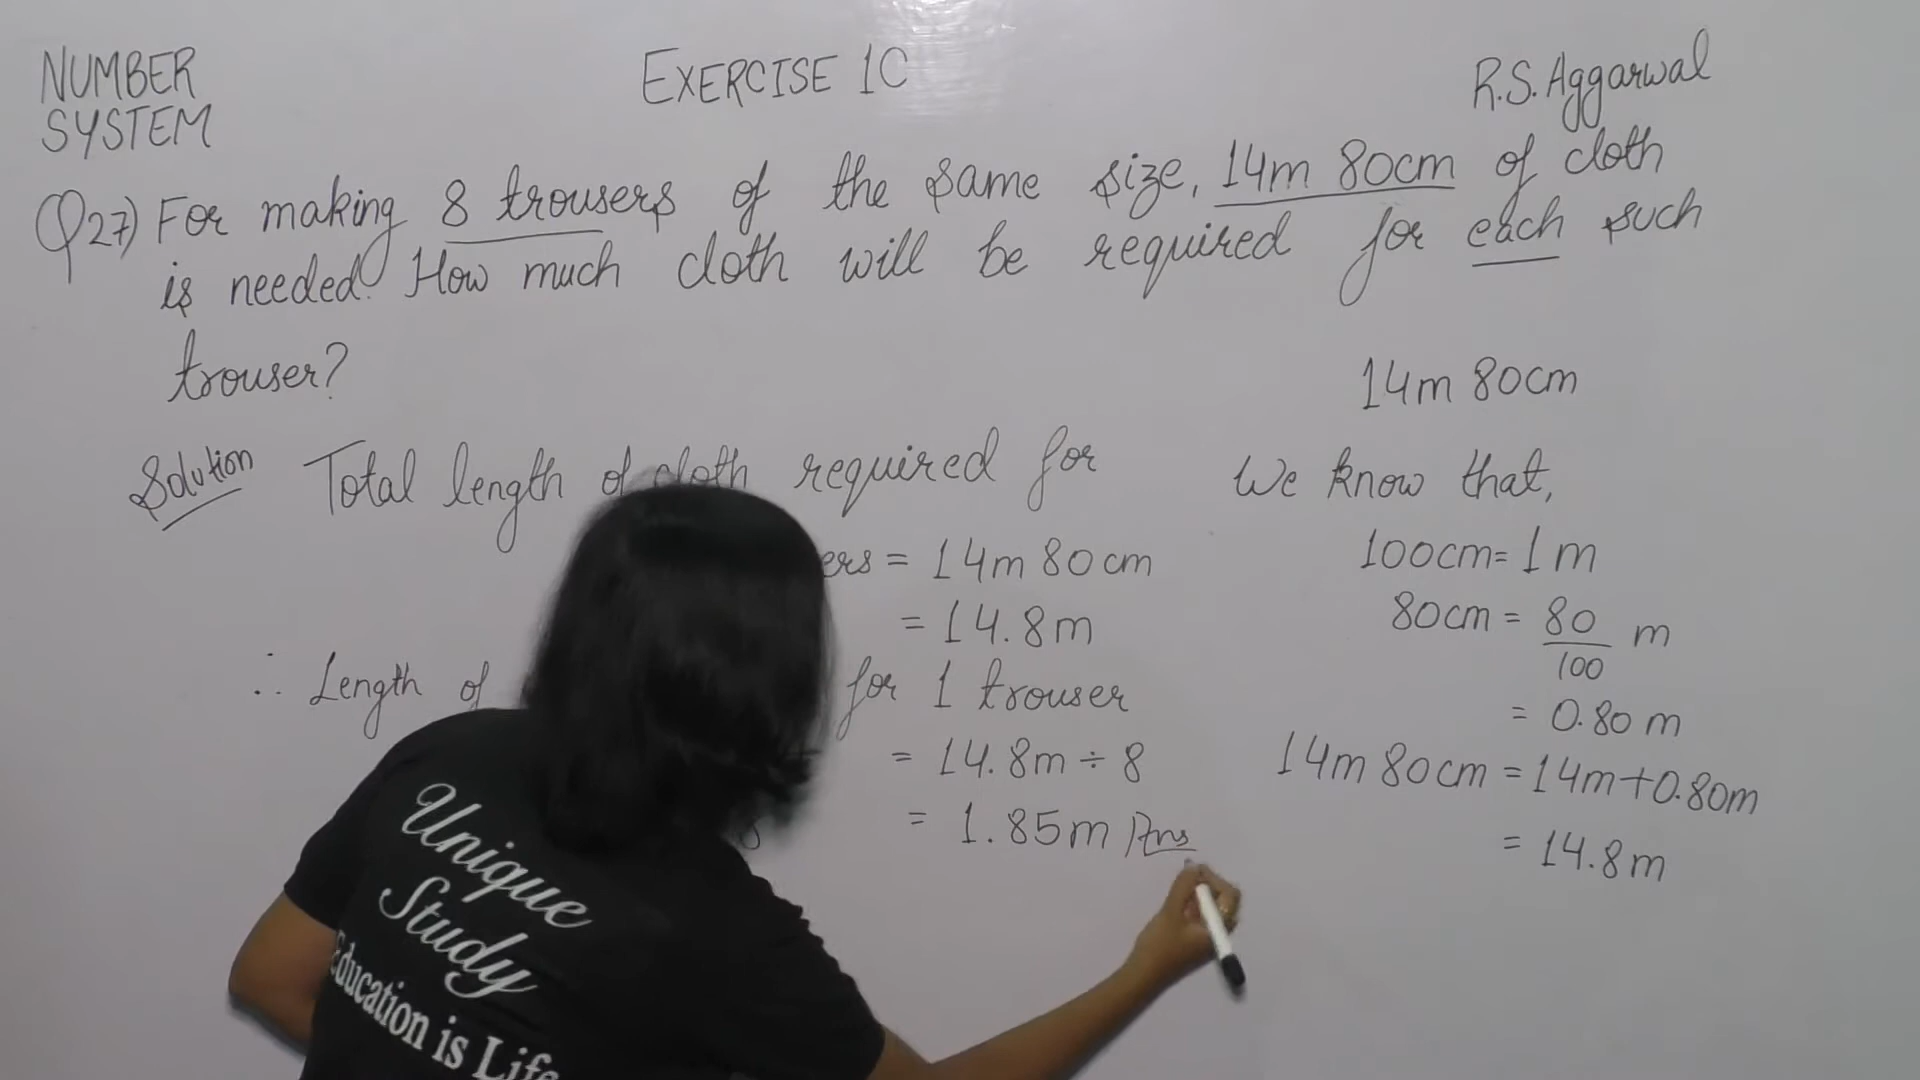 NUMBER SYSTEM
EXERCISE 1C
R.S. Aggarwal
Q27) For making 8 trousers of the same size, 14m 80cm of cloth
is needed. How much cloth will be required for each such
trouser?
Solution Total length of cloth required for
= 14m 80cm
= 14.8m
∴ Length of for 1 trouser
= 14.8m ÷ 8
= 1.85m Ans
14m 80cm
We know that,
100cm = 1m
80cm = 80/100 m
= 0.80 m
14m 80cm = 14m + 0.80m
= 14.8m
Unique
Study
Education is Life